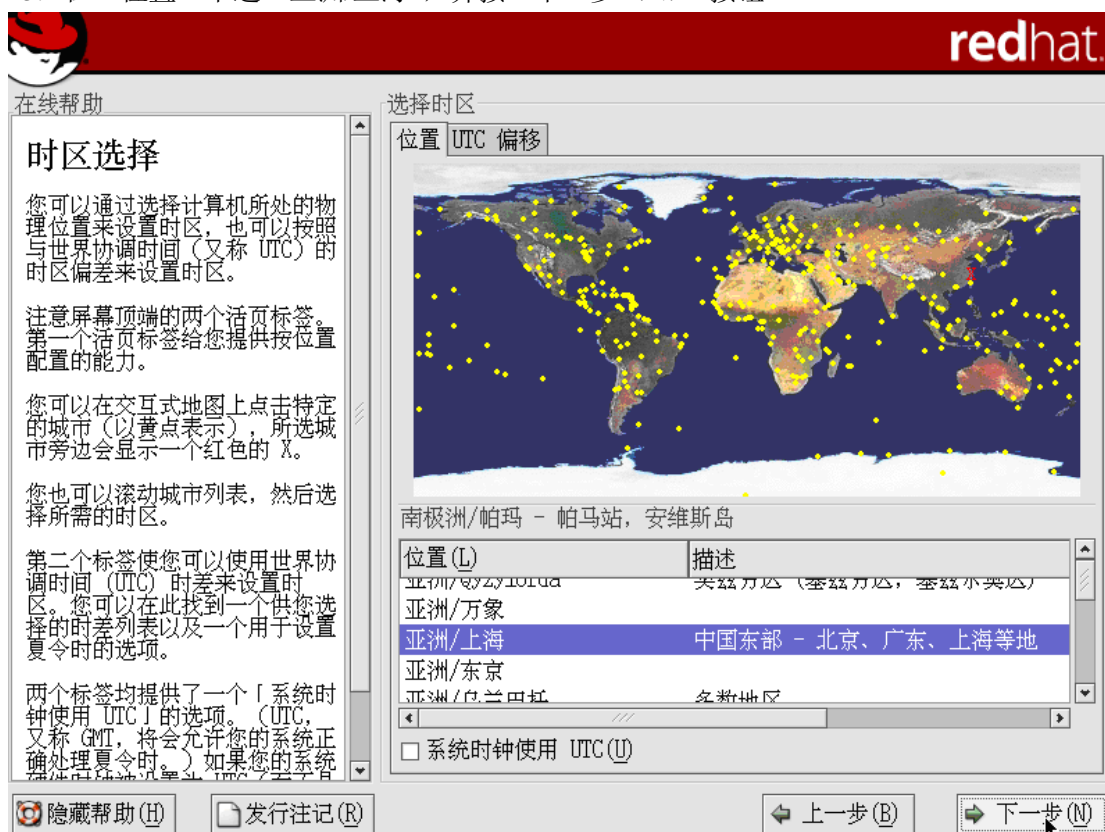 redhat.
在线帮助
时区选择
您可以通过选择计算机所处的物
理位置来设置时区，也可以按照
与世界协调时间（又称 UTC）的
时区偏差来设置时区。
注意屏幕顶端的两个活页标签。
第一个活页标签给您提供按位置
配置的能力。
您可以在交互式地图上点击特定
的城市（以黄点表示），所选城
市旁边会显示一个红色的 X。
您也可以滚动城市列表，然后选
择所需的时区。
第二个标签使您可以使用世界协
调时间（UTC）时差来设置时
区。您可以在此找到一个供您选
择的时差列表以及一个用于设置
夏令时的选项。
两个标签均提供了一个「系统时
钟使用 UTC」的选项。（UTC，
又称 GMT，将会允许您的系统正
确处理夏令时。）如果您的系统
选择时区
位置 UTC 偏移
南极洲/帕玛 - 帕马站，安维斯岛
位置(L) 描述
亚洲/万象
亚洲/上海 中国东部 - 北京、广东、上海等地
亚洲/东京
亚洲/乌兰巴托 多数地区
系统时钟使用 UTC(U)
隐藏帮助(H) 发行注记(R) 上一步(B) 下一步(N)